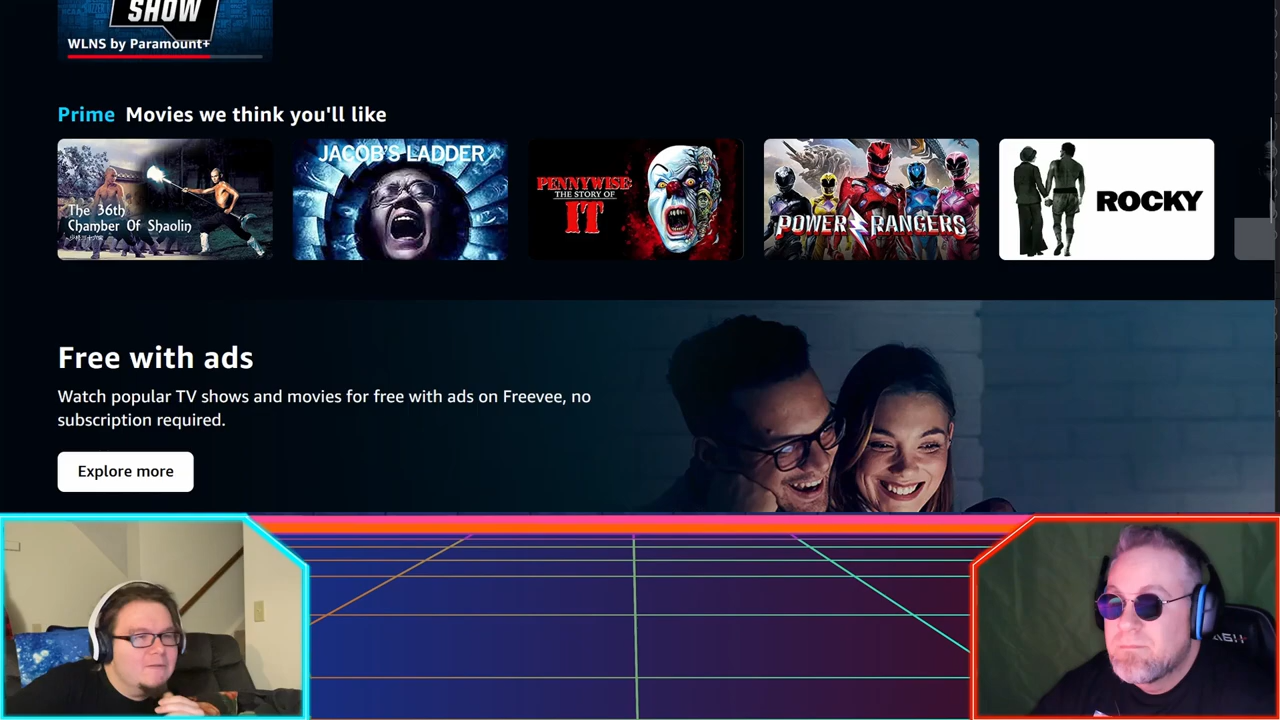 SHOW
WLNS by Paramount+
Prime Movies we think you'll like
The 36th
Chamber Of Shaolin
JACOB'S LADDER
PENNYWISE
THE STORY OF
IT
POWER RANGERS
ROCKY
Free with ads
Watch popular TV shows and movies for free with ads on Freevee, no
subscription required.
Explore more